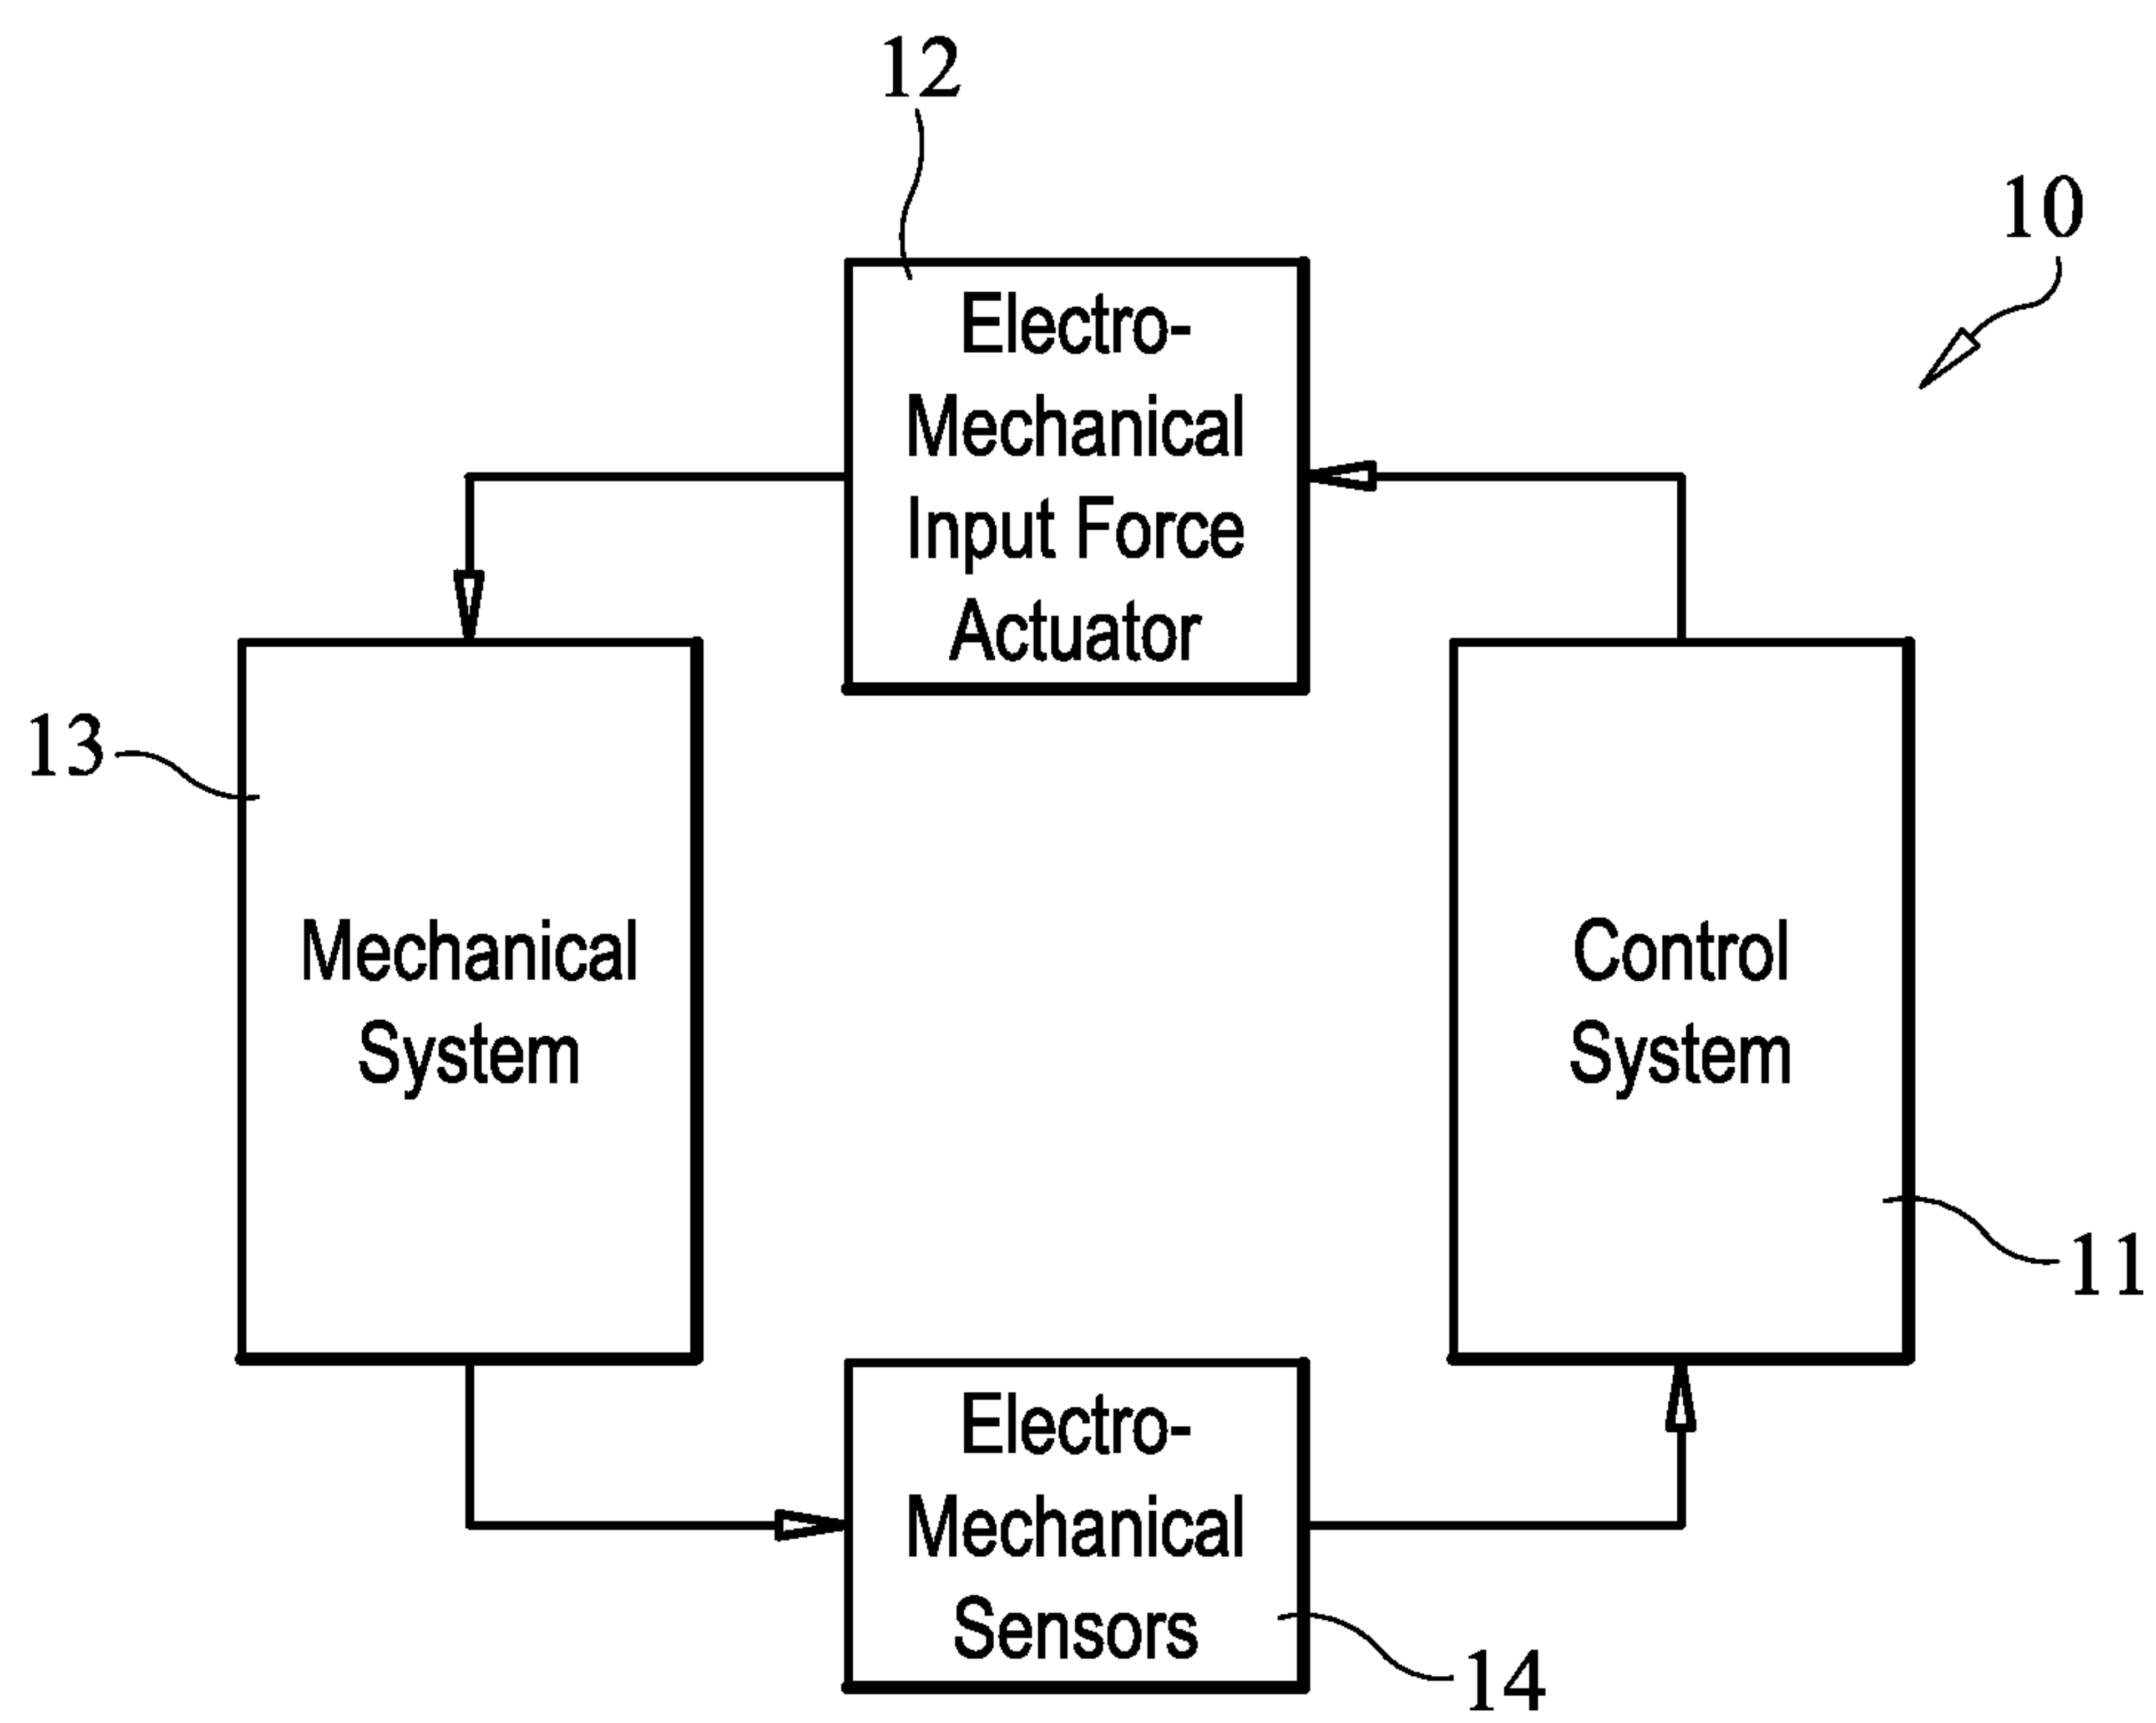 12
10
Electro-
Mechanical
Input Force
Actuator
13
Mechanical
System
Control
System
11
Electro-
Mechanical
Sensors
14